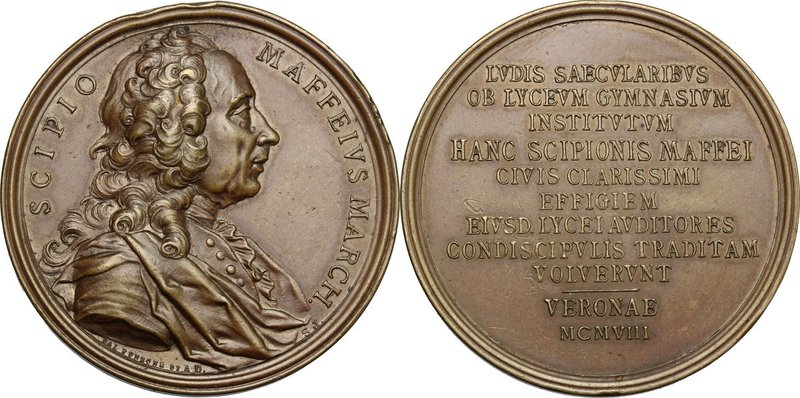 SCIPIO MAFFEIVS MARCH.
S.J.
LVDIS SAECVLARIBVS
OB LYCEVM GYMNASIVM
INSTITVTVM
HANC SCIPIONIS MAFFEI
CIVIS CLARISSIMI
EFFIGIEM
EIVSD. LYCEI AVDITORES
CONDISCIPVLIS TRADITAM
VOLVERVNT
VERONAE
MCMVIII